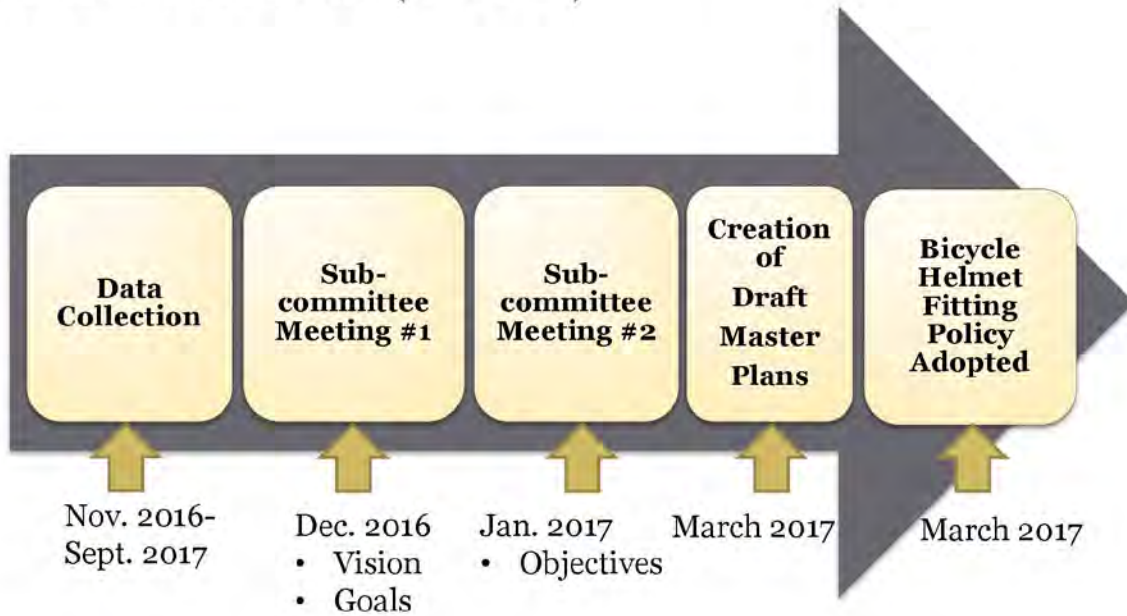 Data
Collection
Sub-
committee
Meeting #1
Sub-
committee
Meeting #2
Creation
of
Draft
Master
Plans
Bicycle
Helmet
Fitting
Policy
Adopted
Nov. 2016-
Sept. 2017
Dec. 2016
• Vision
• Goals
Jan. 2017
• Objectives
March 2017
March 2017